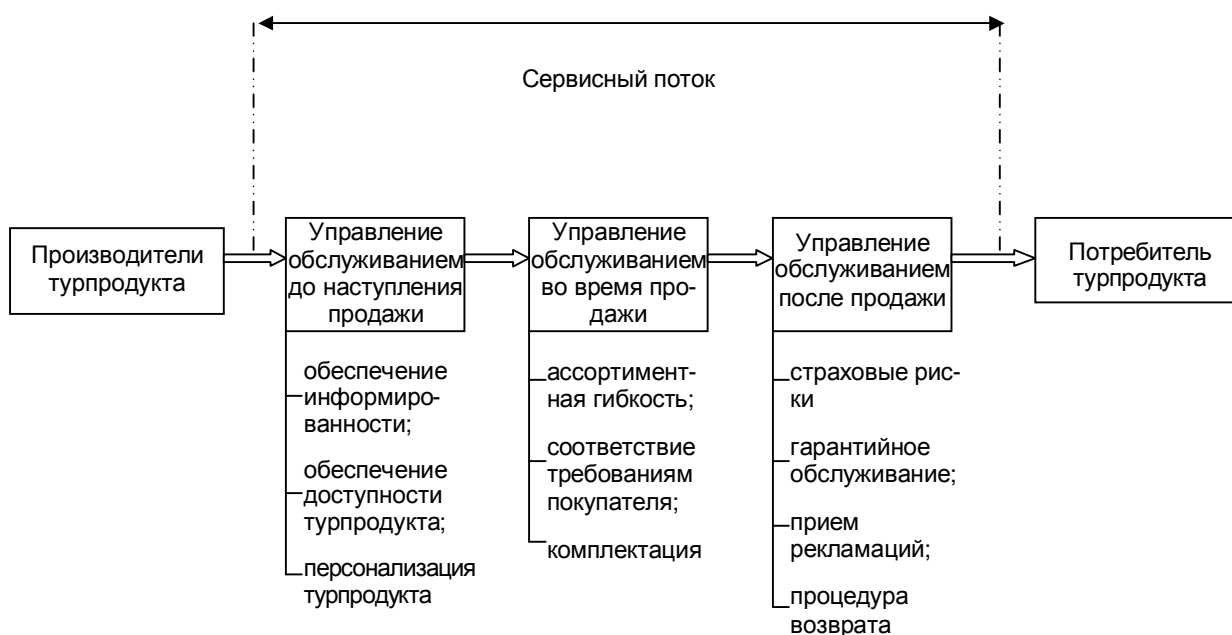 Сервисный поток
Производители
турпродукта
Управление
обслуживанием
до наступления
продажи
Управление
обслуживанием
во время про-
дажи
Управление
обслуживанием
после продажи
Потребитель
турпродукта
обеспечение
информиро-
ванности;
обеспечение
доступности
турпродукта;
персонализация
турпродукта
ассортимент-
ная гибкость;
соответствие
требованиям
покупателя;
комплектация
страховые рис-
ки
гарантийное
обслуживание;
прием
рекламаций;
процедура
возврата